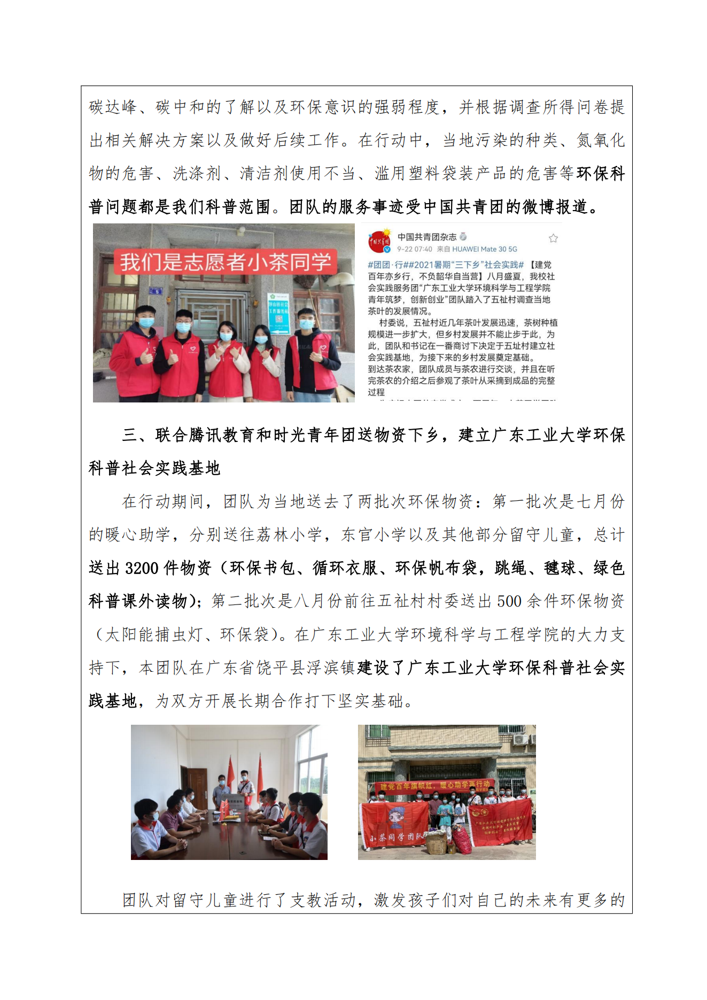 碳达峰、碳中和的了解以及环保意识的强弱程度，并根据调查所得问卷提
出相关解决方案以及做好后续工作。在行动中，当地污染的种类、氮氧化
物的危害、洗涤剂、清洁剂使用不当、滥用塑料袋装产品的危害等环保科
普问题都是我们科普范围。团队的服务事迹受中国共青团的微博报道。
我们是志愿者小茶同学
浮山镇社会
工作服务站
中国共青团杂志
9-22 07:40 来自 HUAWEI Mate 30 5G
#团团·行##2021暑期“三下乡”社会实践# 【建党
百年亦乡行，不负韶华自当营】八月盛夏，我校社
会实践服务团“广东工业大学环境科学与工程学院
青年筑梦，创新创业”团队踏入了五祉村调查当地
茶叶的发展情况。
村委说，五祉村近几年茶叶发展迅速，茶树种植
规模进一步扩大，但乡村发展并不能止步于此，为
此，团队和书记在一番商讨下决定于五址村建立社
会实践基地，为接下来的乡村发展奠定基础。
到达茶农家，团队成员与茶农进行交谈，并且在听
完茶农的介绍之后参观了茶叶从采摘到成品的完整
过程
三、联合腾讯教育和时光青年团送物资下乡，建立广东工业大学环保
科普社会实践基地
在行动期间，团队为当地送去了两批次环保物资：第一批次是七月份
的暖心助学，分别送往荔林小学，东官小学以及其他部分留守儿童，总计
送出 3200 件物资（环保书包、循环衣服、环保帆布袋，跳绳、毽球、绿色
科普课外读物）；第二批次是八月份前往五祉村村委送出 500 余件环保物资
（太阳能捕虫灯、环保袋）。在广东工业大学环境科学与工程学院的大力支
持下，本团队在广东省饶平县浮滨镇建设了广东工业大学环保科普社会实
践基地，为双方开展长期合作打下坚实基础。
建党百年旗帜红，暖心助学再行动
小茶同学团队
团队对留守儿童进行了支教活动，激发孩子们对自己的未来有更多的